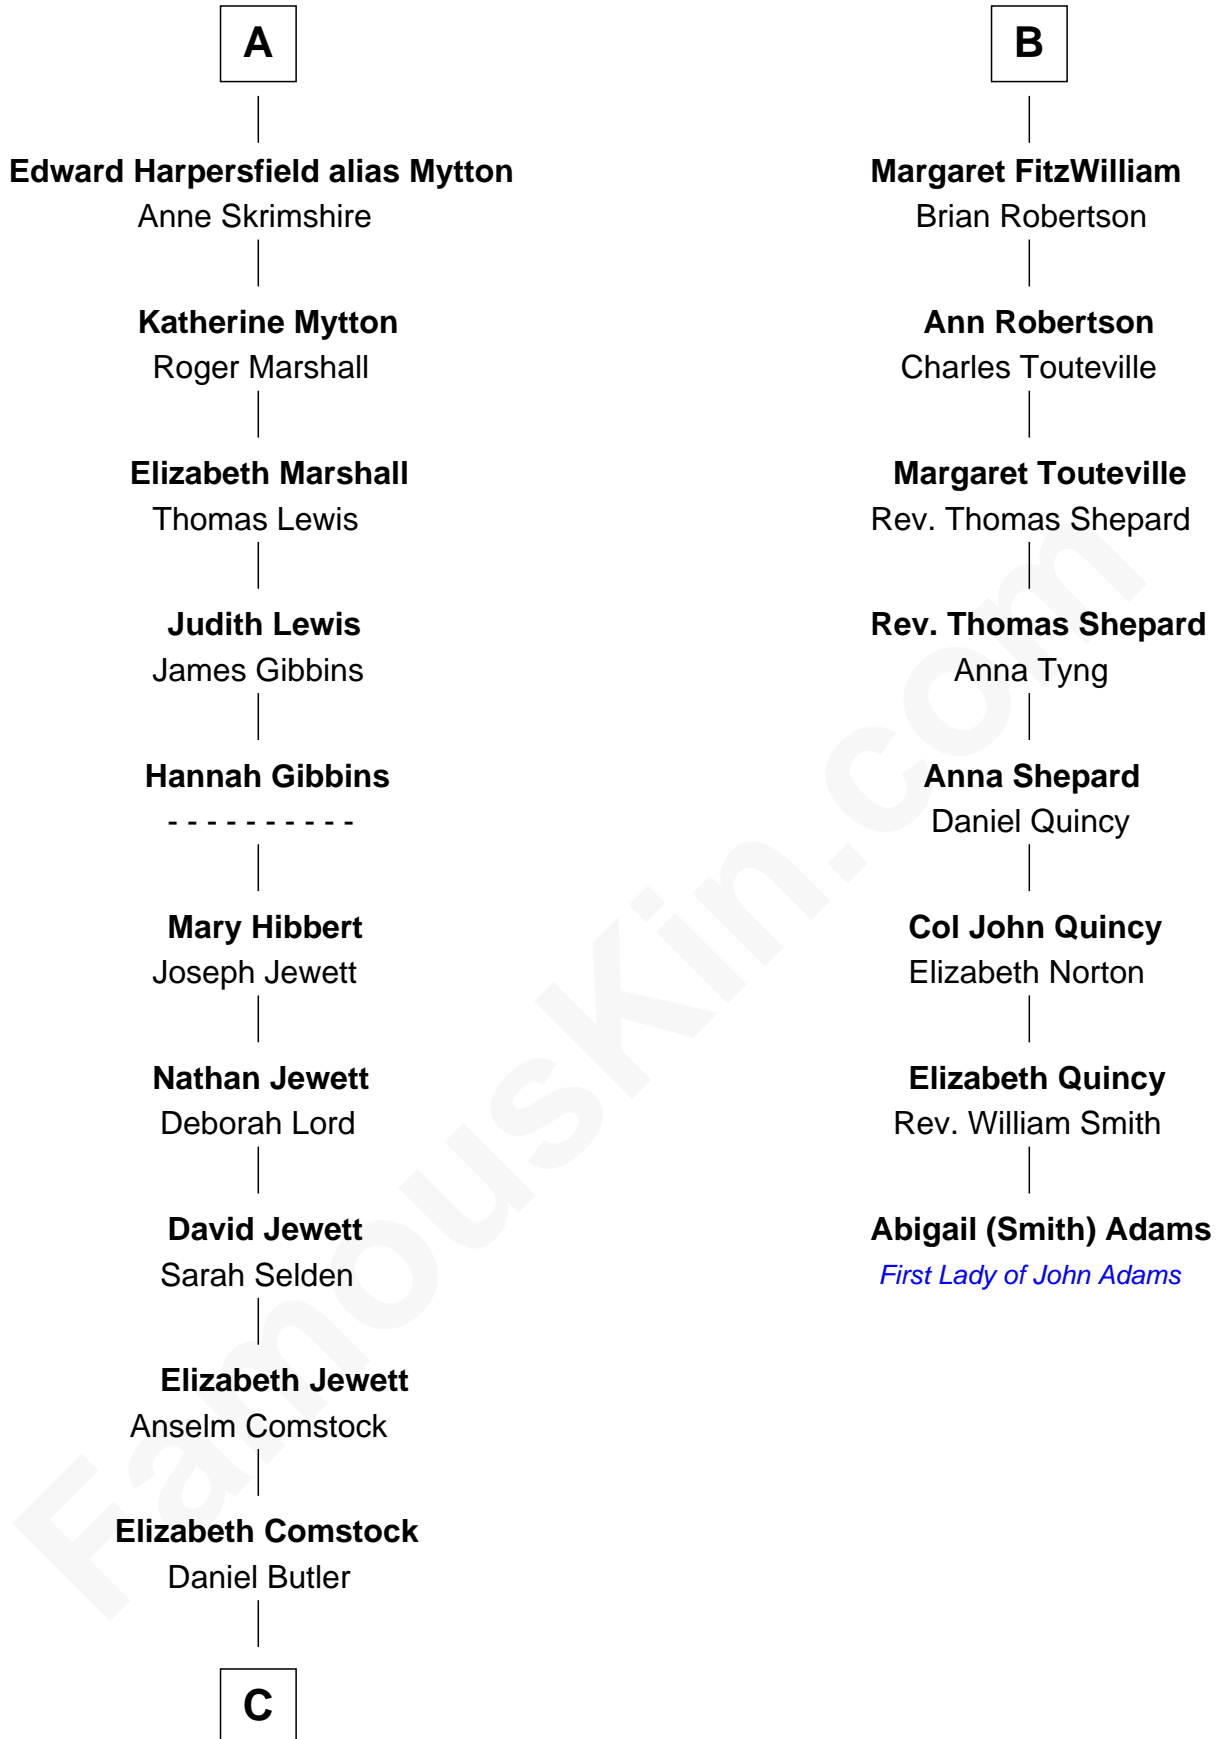 A
Edward Harpersfield alias Mytton
Anne Skrimshire
Katherine Mytton
Roger Marshall
Elizabeth Marshall
Thomas Lewis
Judith Lewis
James Gibbins
Hannah Gibbins
- - - - - - - - - -
Mary Hibbert
Joseph Jewett
Nathan Jewett
Deborah Lord
David Jewett
Sarah Selden
Elizabeth Jewett
Anselm Comstock
Elizabeth Comstock
Daniel Butler
C
B
Margaret FitzWilliam
Brian Robertson
Ann Robertson
Charles Touteville
Margaret Touteville
Rev. Thomas Shepard
Rev. Thomas Shepard
Anna Tyng
Anna Shepard
Daniel Quincy
Col John Quincy
Elizabeth Norton
Elizabeth Quincy
Rev. William Smith
Abigail (Smith) Adams
First Lady of John Adams
FamousKin.com